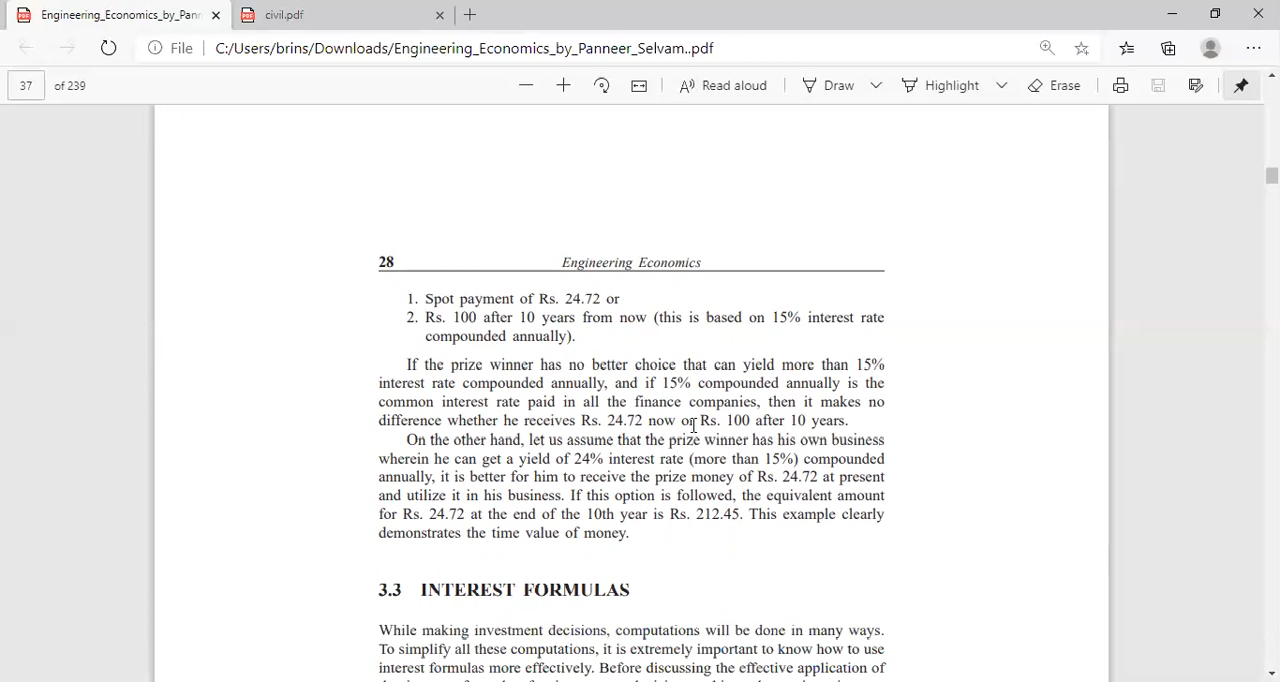 Engineering_Economics_by_Pann
civil.pdf
File C:/Users/brins/Downloads/Engineering_Economics_by_Panneer_Selvam..pdf
37 of 239 Read aloud Draw Highlight Erase
28 Engineering Economics
1. Spot payment of Rs. 24.72 or
2. Rs. 100 after 10 years from now (this is based on 15% interest rate
compounded annually).
If the prize winner has no better choice that can yield more than 15%
interest rate compounded annually, and if 15% compounded annually is the
common interest rate paid in all the finance companies, then it makes no
difference whether he receives Rs. 24.72 now or Rs. 100 after 10 years.
On the other hand, let us assume that the prize winner has his own business
wherein he can get a yield of 24% interest rate (more than 15%) compounded
annually, it is better for him to receive the prize money of Rs. 24.72 at present
and utilize it in his business. If this option is followed, the equivalent amount
for Rs. 24.72 at the end of the 10th year is Rs. 212.45. This example clearly
demonstrates the time value of money.
3.3 INTEREST FORMULAS
While making investment decisions, computations will be done in many ways.
To simplify all these computations, it is extremely important to know how to use
interest formulas more effectively. Before discussing the effective application of